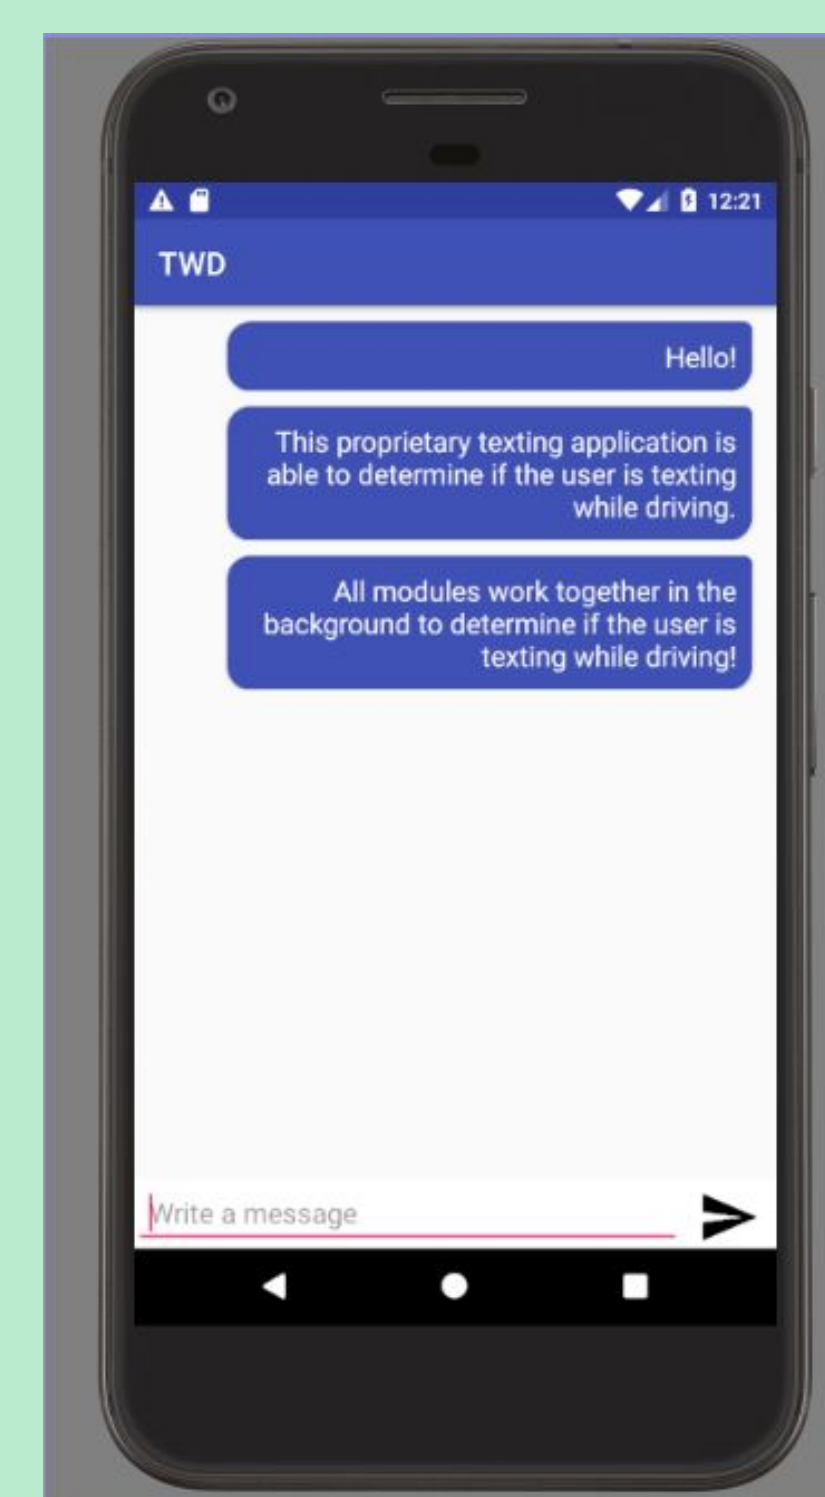 12:21
TWD
Hello!
This proprietary texting application is
able to determine if the user is texting
while driving.
All modules work together in the
background to determine if the user is
texting while driving!
Write a message